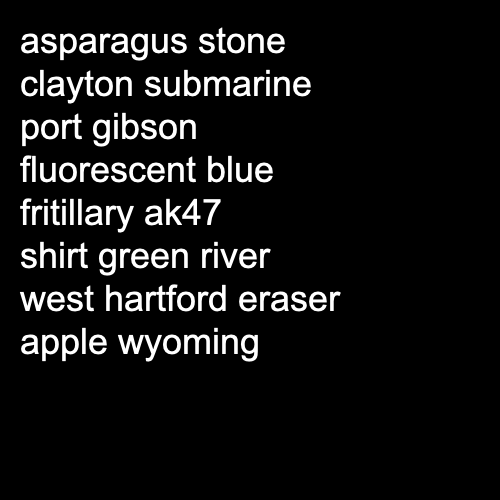 asparagus stone
clayton submarine
port gibson
fluorescent blue
fritillary ak47
shirt green river
west hartford eraser
apple wyoming